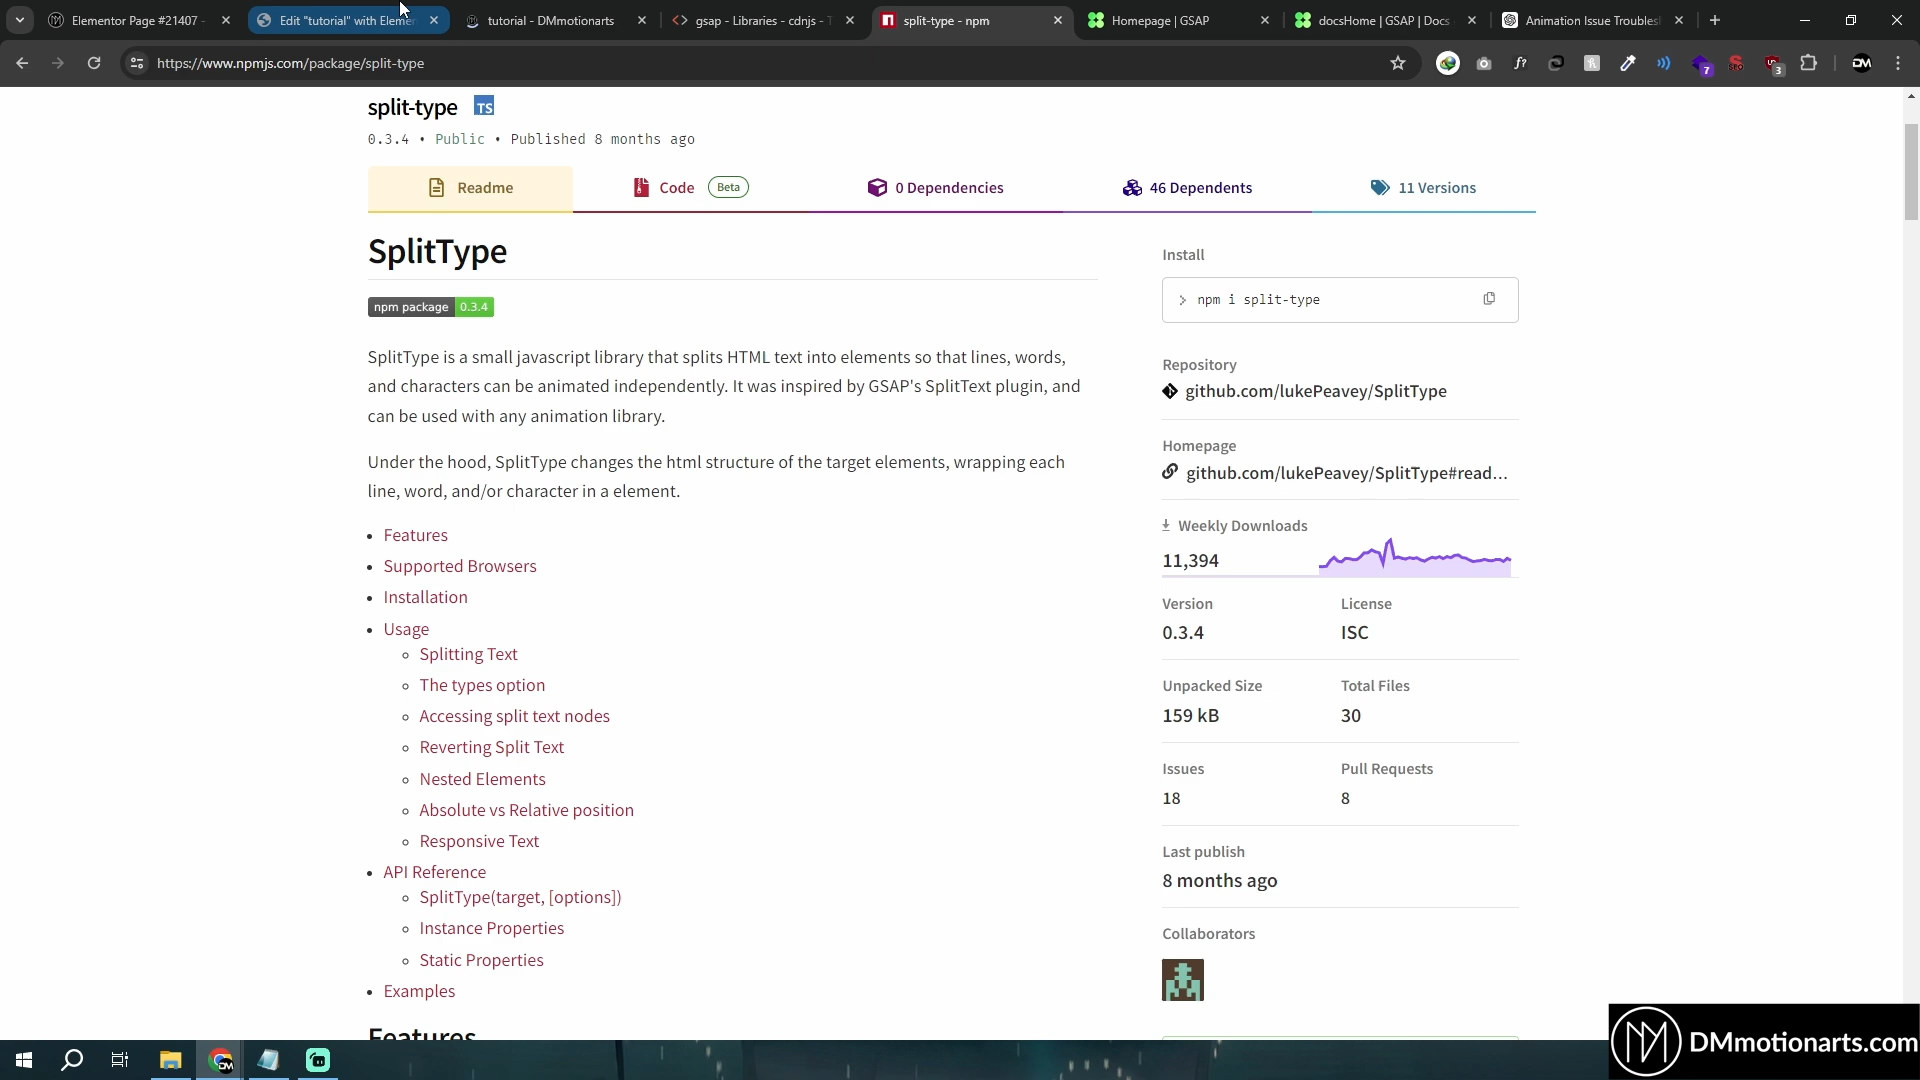 Elementor Page #21407 -
Edit "tutorial" with Elemen
tutorial - DMmotionarts
gsap - Libraries - cdnjs - T
split-type - npm
Homepage | GSAP
docsHome | GSAP | Docs
Animation Issue Troubles
https://www.npmjs.com/package/split-type
7
3
DM
split-type TS
0.3.4 • Public • Published 8 months ago
Readme
Code Beta
0 Dependencies
46 Dependents
11 Versions
SplitType
npm package 0.3.4
SplitType is a small javascript library that splits HTML text into elements so that lines, words,
and characters can be animated independently. It was inspired by GSAP's SplitText plugin, and
can be used with any animation library.
Under the hood, SplitType changes the html structure of the target elements, wrapping each
line, word, and/or character in a element.
• Features
• Supported Browsers
• Installation
• Usage
Splitting Text
The types option
Accessing split text nodes
Reverting Split Text
Nested Elements
Absolute vs Relative position
Responsive Text
• API Reference
SplitType(target, [options])
Instance Properties
Static Properties
• Examples
Features
Install
> npm i split-type
Repository
github.com/lukePeavey/SplitType
Homepage
github.com/lukePeavey/SplitType#read...
Weekly Downloads
11,394
Version
License
0.3.4
ISC
Unpacked Size
Total Files
159 kB
30
Issues
Pull Requests
18
8
Last publish
8 months ago
Collaborators
DMmotionarts.com